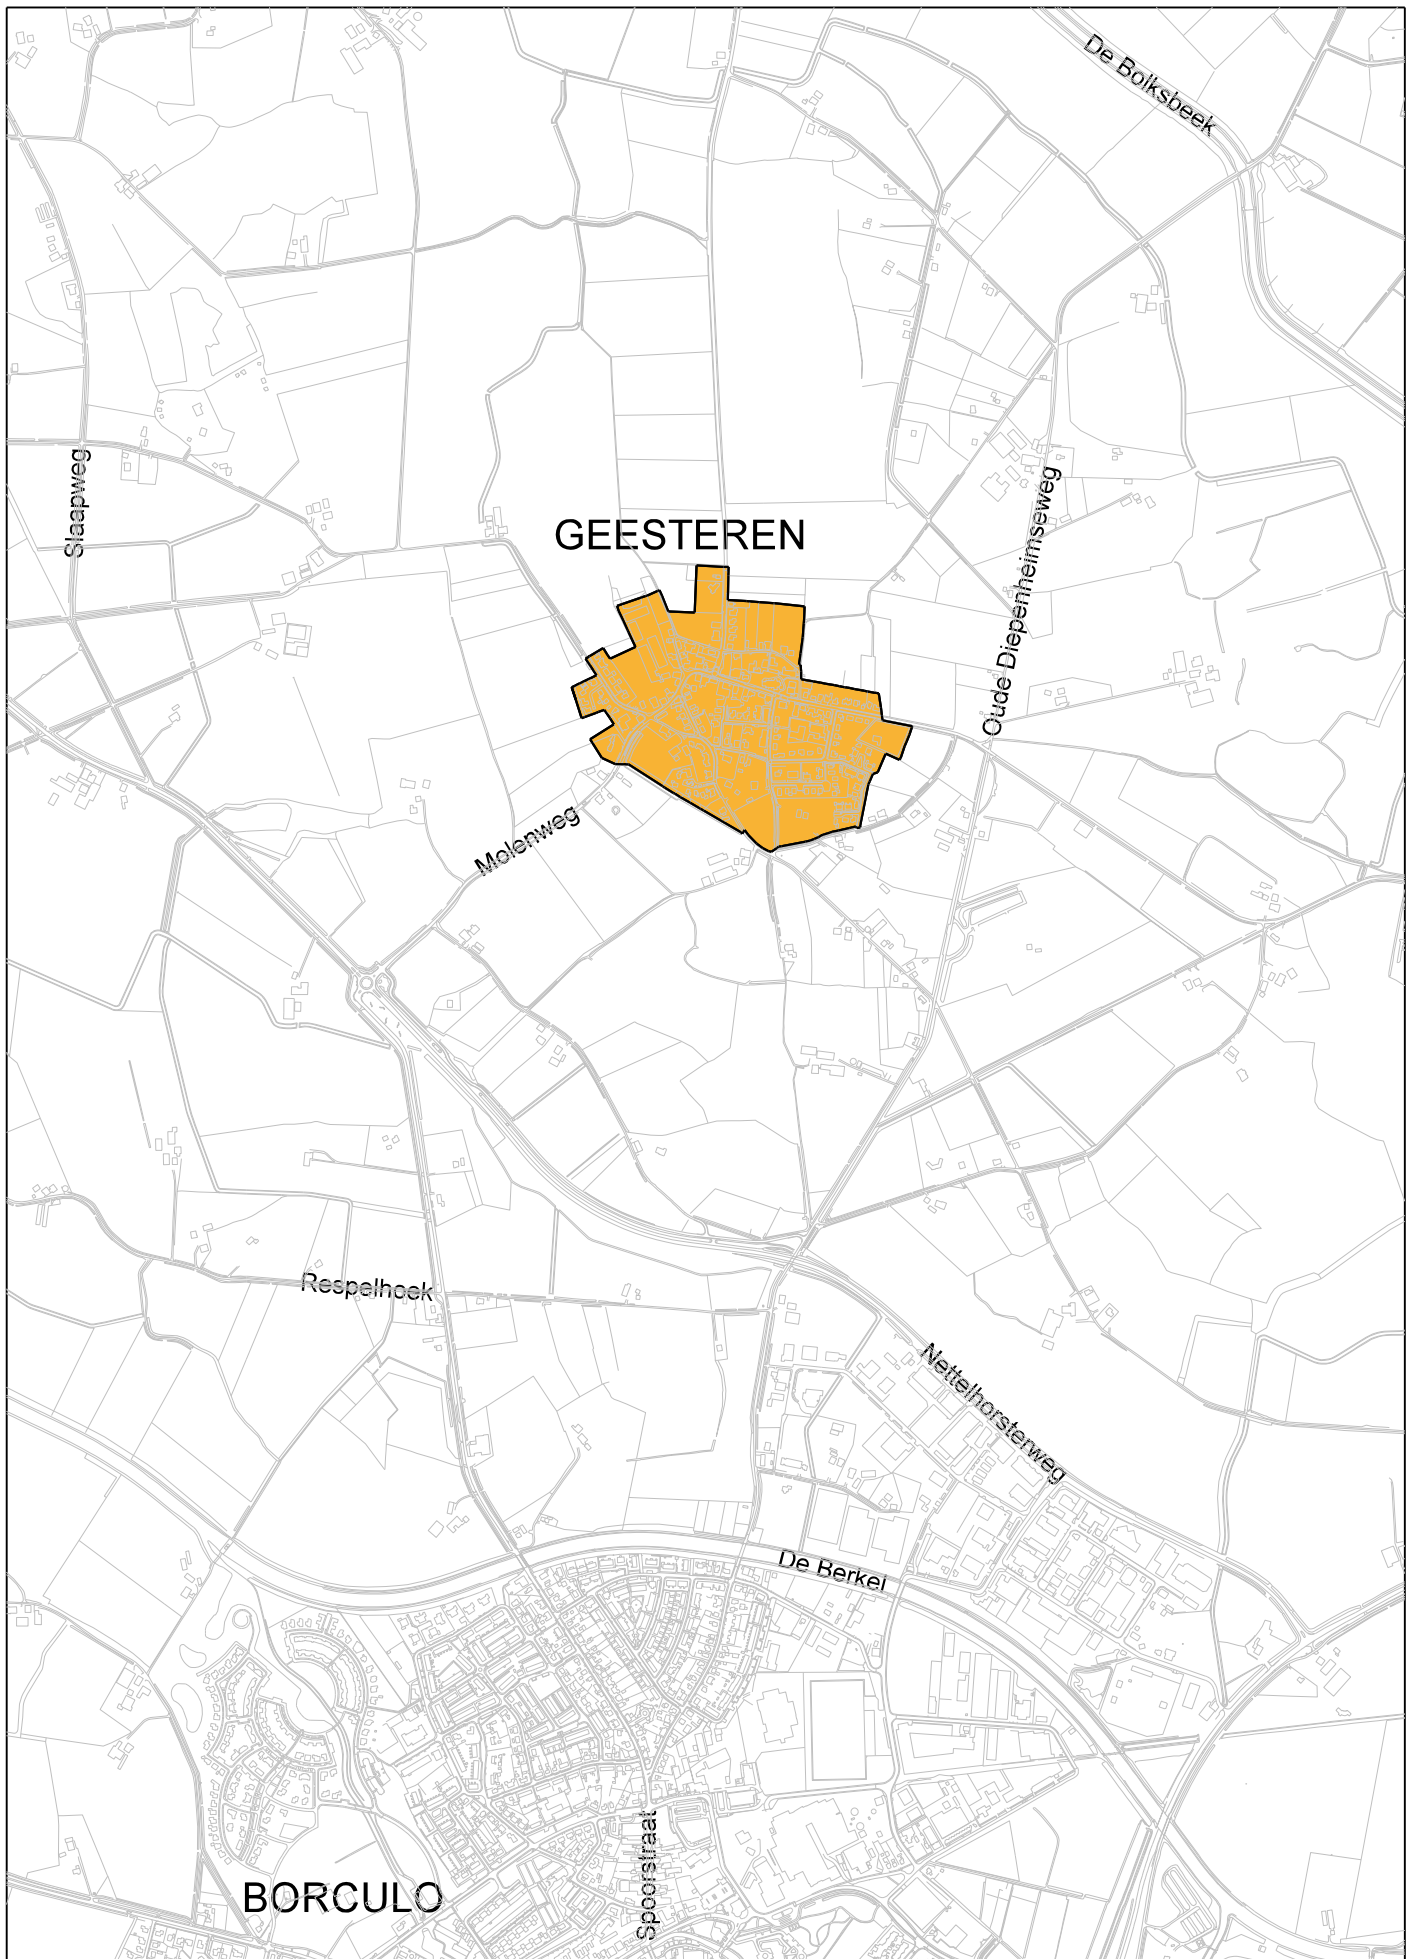 De Bolksbeek
Slaapweg
GEESTEREN
Oude Diepenheimseweg
Molenweg
Respelhoek
Nettelhorsterweg
De Berkel
Spoorstraat
BORCULO